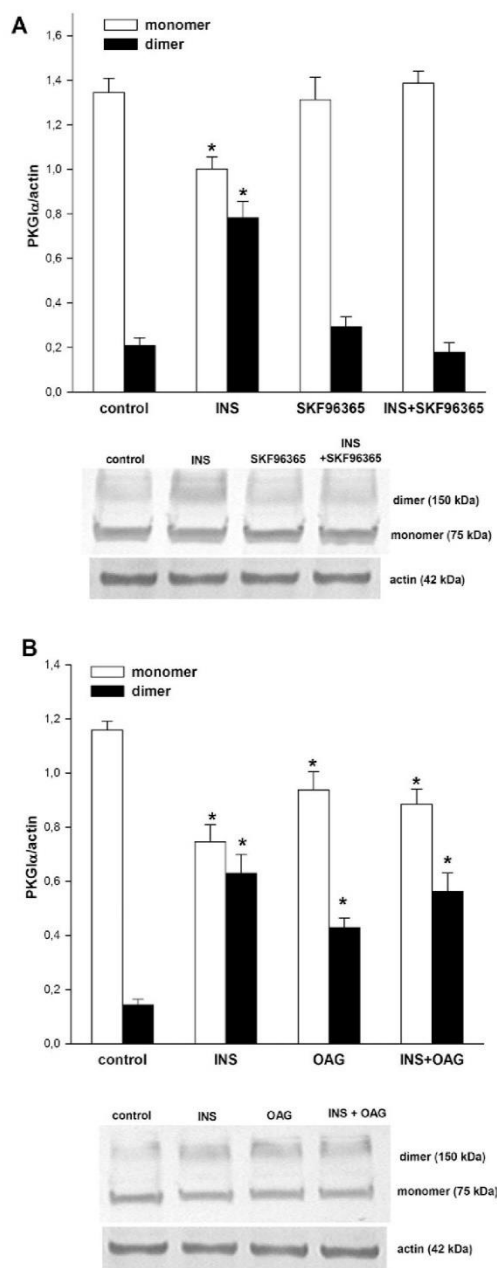 A
monomer
dimer
PKGIα/actin
1,6
1,4
1,2
1,0
0,8
0,6
0,4
0,2
0,0
*
*
control INS SKF96365 INS+SKF96365
control INS SKF96365 INS
+SKF96365
dimer (150 kDa)
monomer (75 kDa)
actin (42 kDa)
B
monomer
dimer
PKGIα/actin
1,4
1,2
1,0
0,8
0,6
0,4
0,2
0,0
* * * * * *
control INS OAG INS+OAG
control INS OAG INS + OAG
dimer (150 kDa)
monomer (75 kDa)
actin (42 kDa)